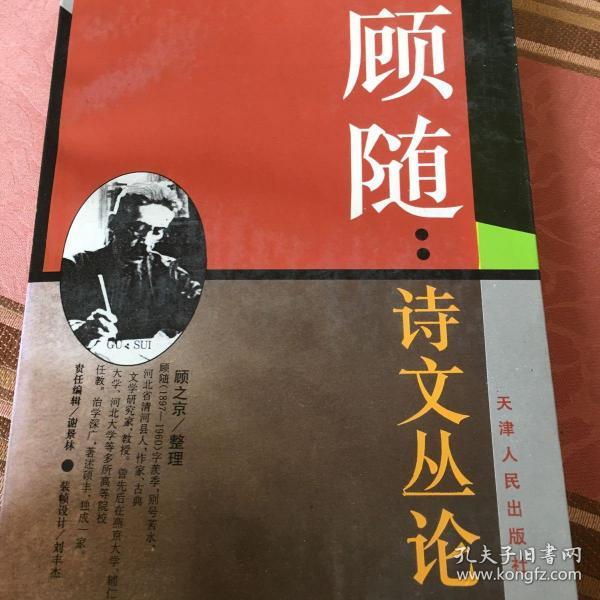 顾随：
诗文丛论
天津人民出版社
GU SUI
顾之京／整理
顾随(1897—1960)字羡季，别号苦水，
河北省清河县人，作家、古典
文学研究家、教授。曾先后在燕京大学、辅仁
大学、河北大学等多所高等院校
任教。治学深广，著述硕丰，独成一家。
责任编辑／谢景林●装帧设计／刘丰杰
孔夫子旧书网
www.kongfz.com